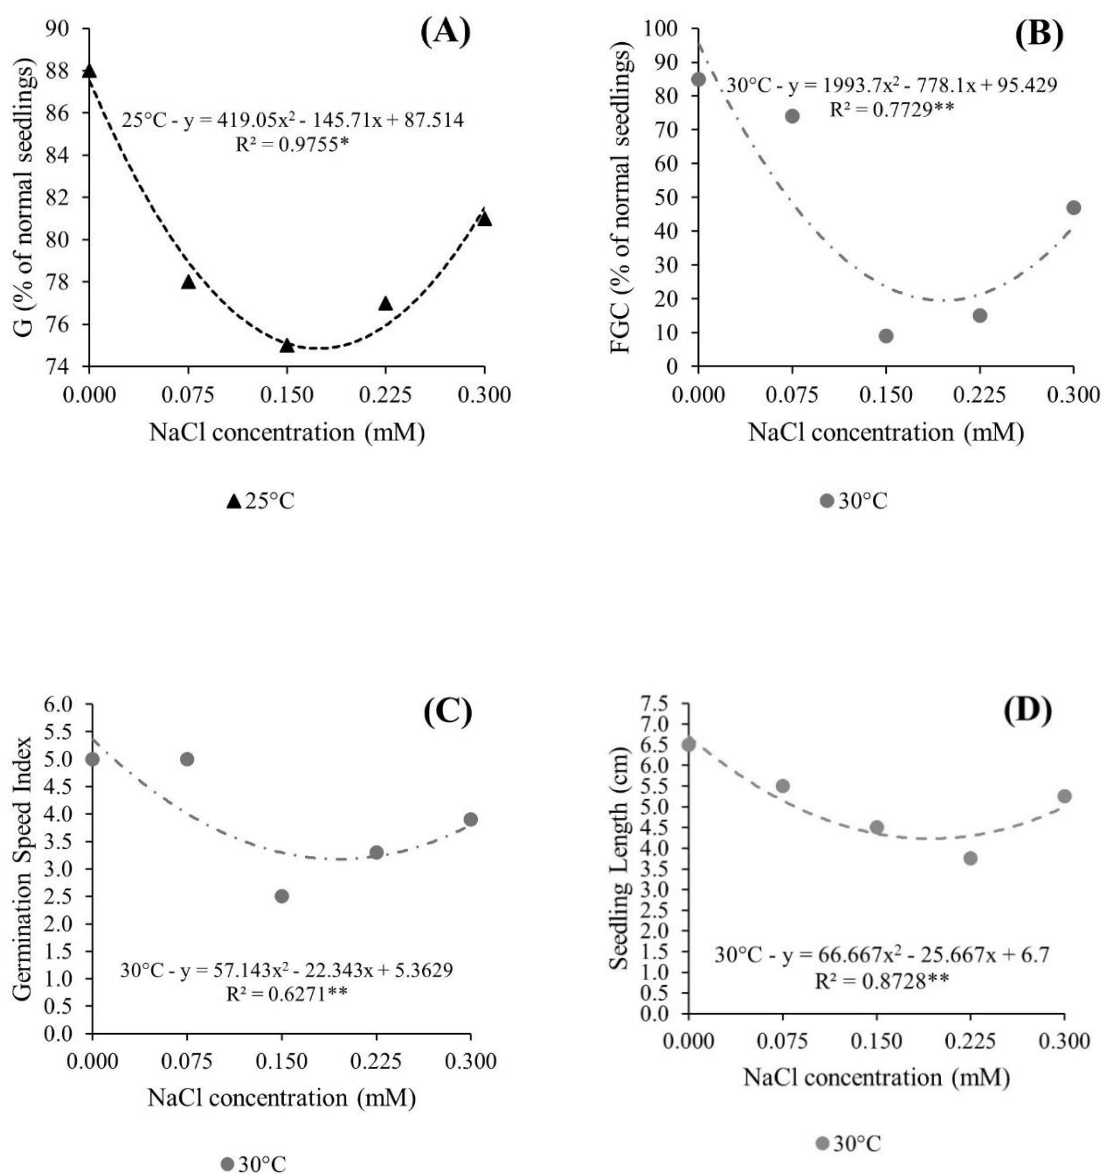 (A)
G (% of normal seedlings)
90
88
86
84
82
80
78
76
74
25°C - y = 419.05x² - 145.71x + 87.514
R² = 0.9755*
0.000 0.075 0.150 0.225 0.300
NaCl concentration (mM)
25°C
(B)
FGC (% of normal seedlings)
100
90
80
70
60
50
40
30
20
10
0
30°C - y = 1993.7x² - 778.1x + 95.429
R² = 0.7729**
0.000 0.075 0.150 0.225 0.300
NaCl concentration (mM)
30°C
(C)
Germination Speed Index
6.0
5.5
5.0
4.5
4.0
3.5
3.0
2.5
2.0
1.5
1.0
0.5
0.0
30°C - y = 57.143x² - 22.343x + 5.3629
R² = 0.6271**
0.000 0.075 0.150 0.225 0.300
NaCl concentration (mM)
30°C
(D)
Seedling Length (cm)
7.5
7.0
6.5
6.0
5.5
5.0
4.5
4.0
3.5
3.0
2.5
2.0
1.5
1.0
0.5
0.0
30°C - y = 66.667x² - 25.667x + 6.7
R² = 0.8728**
0.000 0.075 0.150 0.225 0.300
NaCl concentration (mM)
30°C